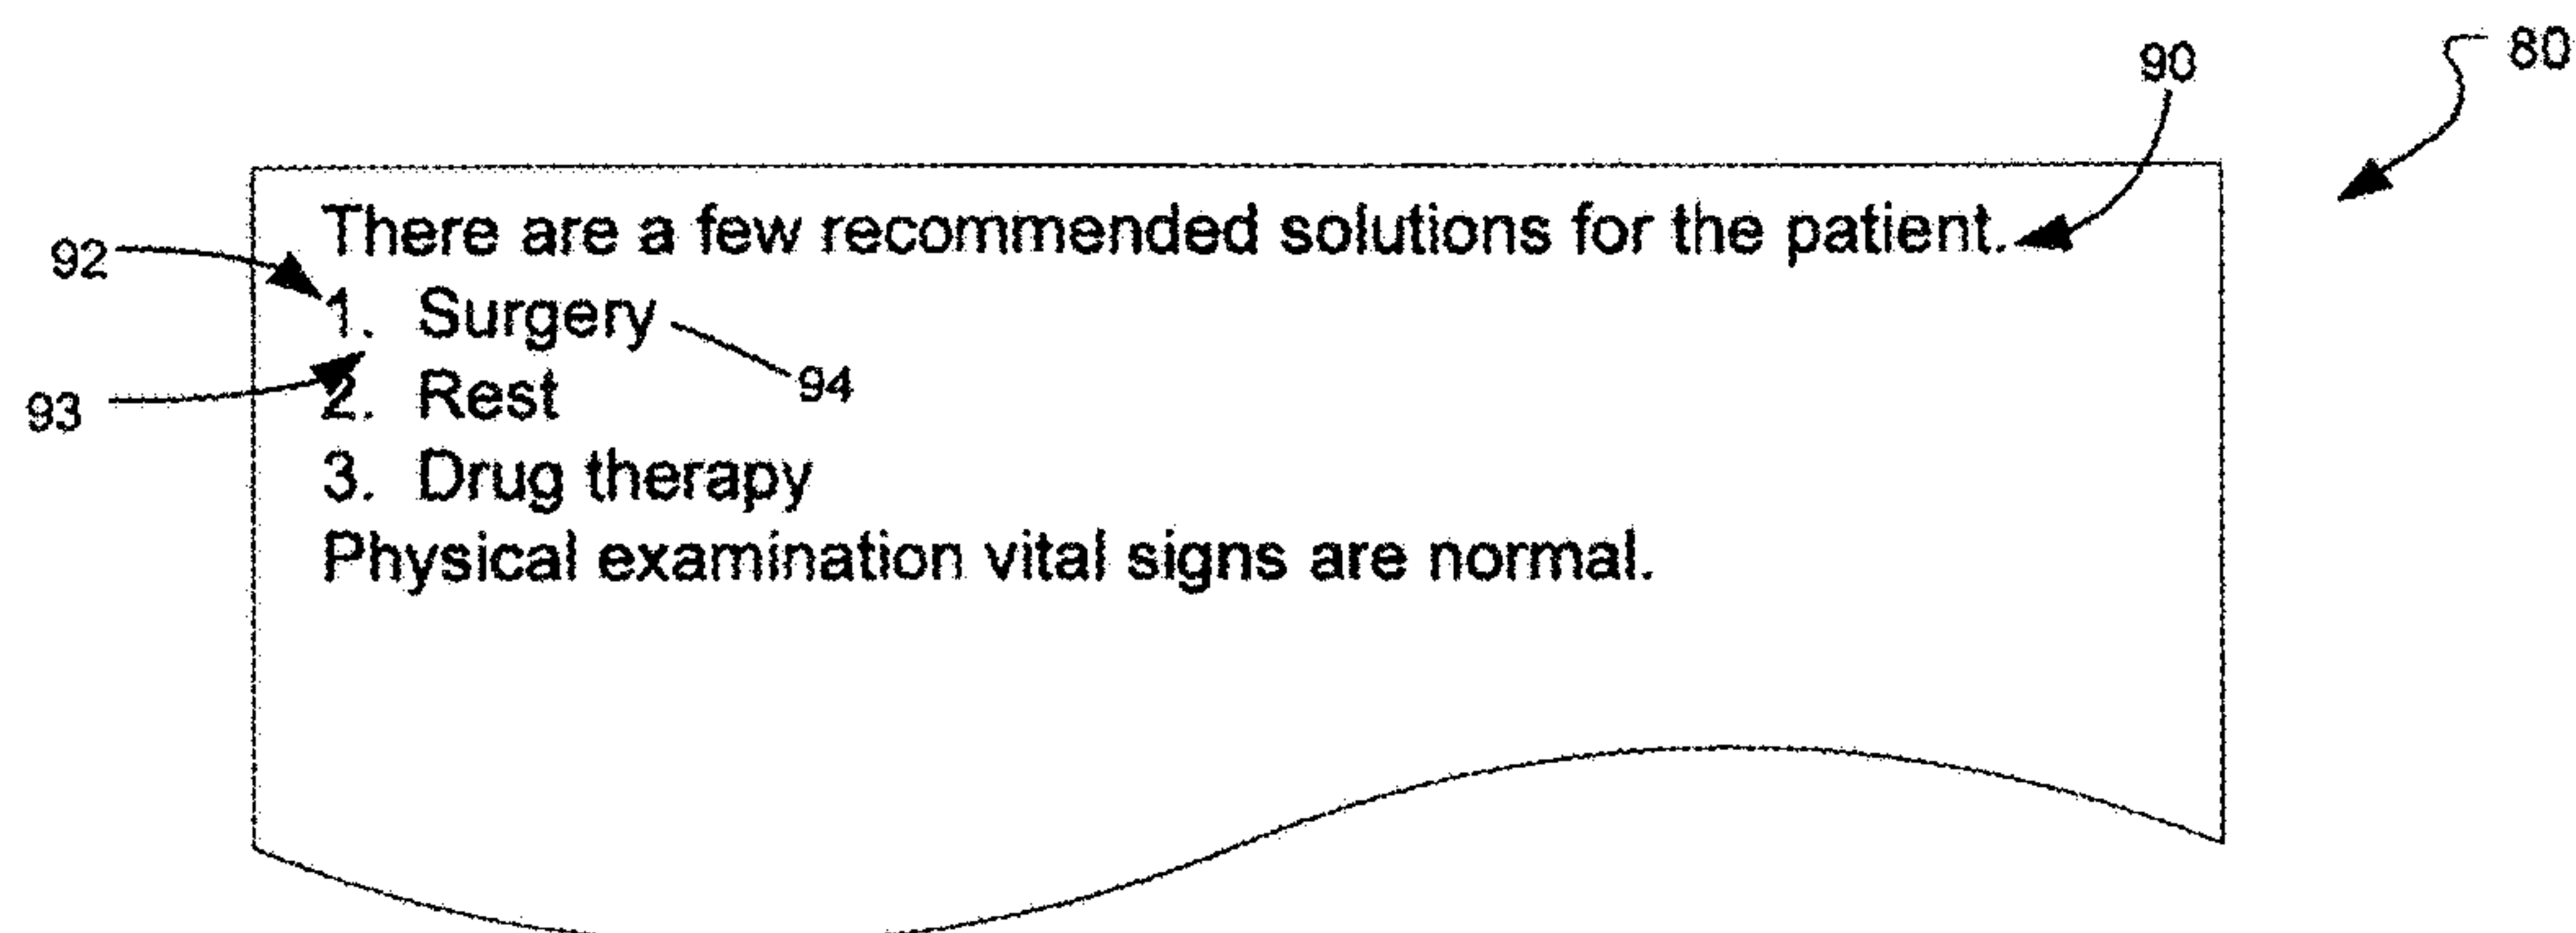 80
90
There are a few recommended solutions for the patient.
92
1. Surgery
93
2. Rest
94
3. Drug therapy
Physical examination vital signs are normal.